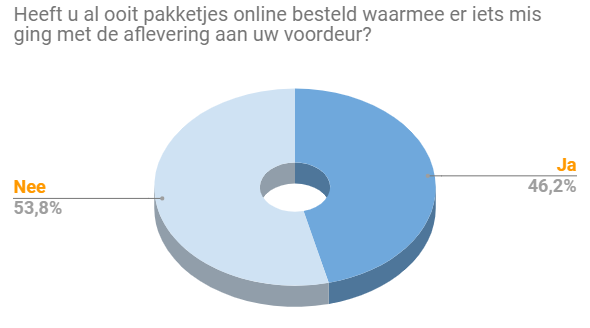 Heeft u al ooit pakketjes online besteld waarmee er iets mis
ging met de aflevering aan uw voordeur?
Ja
46,2%
Nee
53,8%